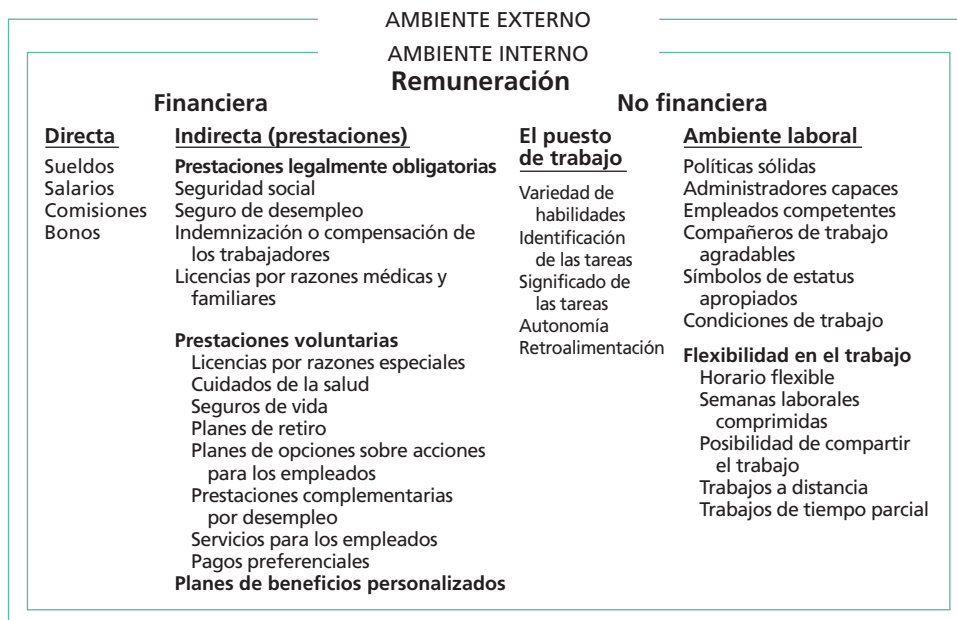 AMBIENTE EXTERNO
AMBIENTE INTERNO
Remuneración
Financiera
No financiera
Directa
Sueldos
Salarios
Comisiones
Bonos
Indirecta (prestaciones)
Prestaciones legalmente obligatorias
Seguridad social
Seguro de desempleo
Indemnización o compensación de
los trabajadores
Licencias por razones médicas y
familiares
Prestaciones voluntarias
Licencias por razones especiales
Cuidados de la salud
Seguros de vida
Planes de retiro
Planes de opciones sobre acciones
para los empleados
Prestaciones complementarias
por desempleo
Servicios para los empleados
Pagos preferenciales
Planes de beneficios personalizados
El puesto
de trabajo
Variedad de
habilidades
Identificación
de las tareas
Significado de
las tareas
Autonomía
Retroalimentación
Ambiente laboral
Políticas sólidas
Administradores capaces
Empleados competentes
Compañeros de trabajo
agradables
Símbolos de estatus
apropiados
Condiciones de trabajo
Flexibilidad en el trabajo
Horario flexible
Semanas laborales
comprimidas
Posibilidad de compartir
el trabajo
Trabajos a distancia
Trabajos de tiempo parcial